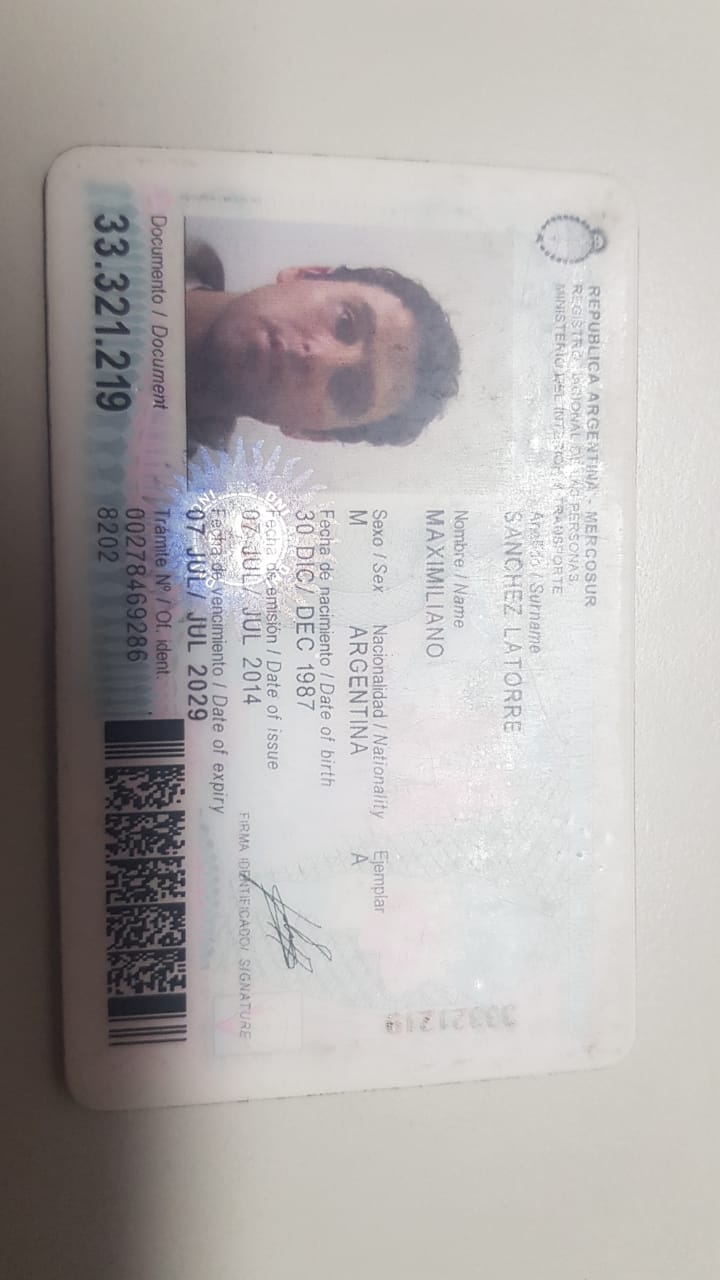 REPUBLICA ARGENTINA - MERCOSUR
REGISTRO NACIONAL DE LAS PERSONAS
MINISTERIO DEL INTERIOR Y TRANSPORTE
Apellido / Surname
SANCHEZ LATORRE
Nombre / Name
MAXIMILIANO
Sexo / Sex Nacionalidad / Nationality Ejemplar
M ARGENTINA A
Fecha de nacimiento / Date of birth
30 DIC/ DEC 1987
Fecha de emisión / Date of issue
07 JUL/ JUL 2014
Fecha de vencimiento / Date of expiry
07 JUL/ JUL 2029
FIRMA IDENTIFICADO/ SIGNATURE
Documento / Document
33.321.219
Trámite Nº / Of. ident.
00278469286
8202
33321219
DNI